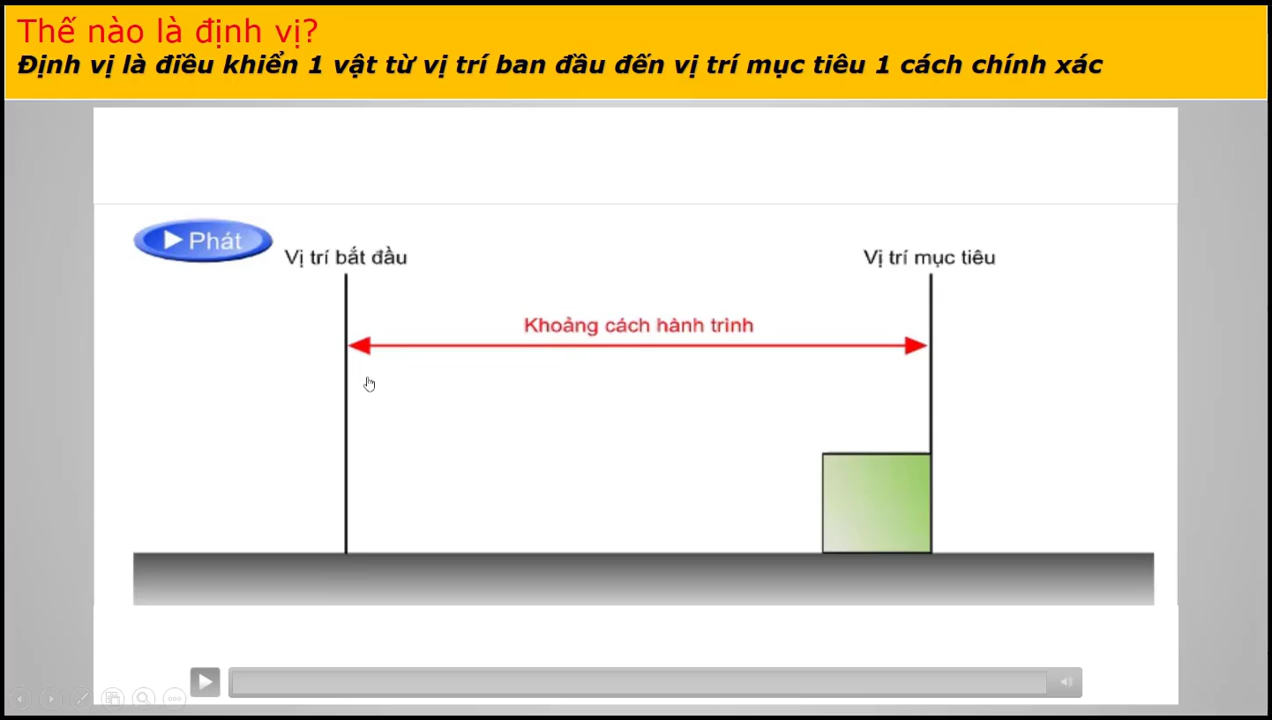 Thế nào là định vị?
Định vị là điều khiển 1 vật từ vị trí ban đầu đến vị trí mục tiêu 1 cách chính xác
Phát
Vị trí bắt đầu
Vị trí mục tiêu
Khoảng cách hành trình